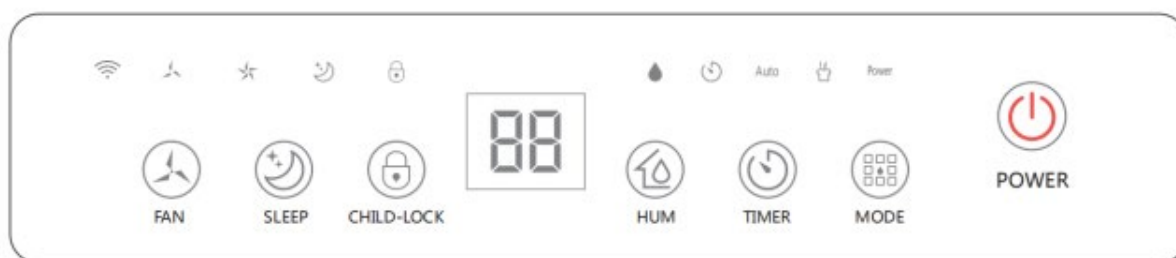 Auto Power
88
POWER
FAN SLEEP CHILD-LOCK HUM TIMER MODE